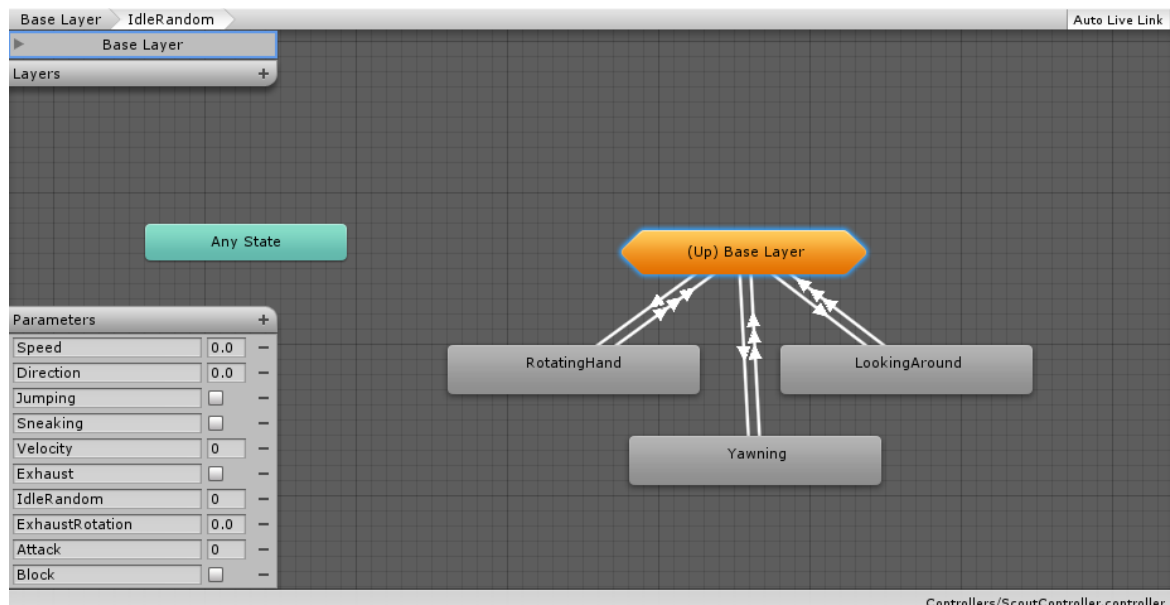 Base Layer IdleRandom Auto Live Link
Base Layer
Layers +
Any State
(Up) Base Layer
Parameters +
Speed 0.0 −
Direction 0.0 −
Jumping −
Sneaking −
Velocity 0 −
Exhaust −
IdleRandom 0 −
ExhaustRotation 0.0 −
Attack 0 −
Block −
RotatingHand
LookingAround
Yawning
Controllers/ScoutController.controller